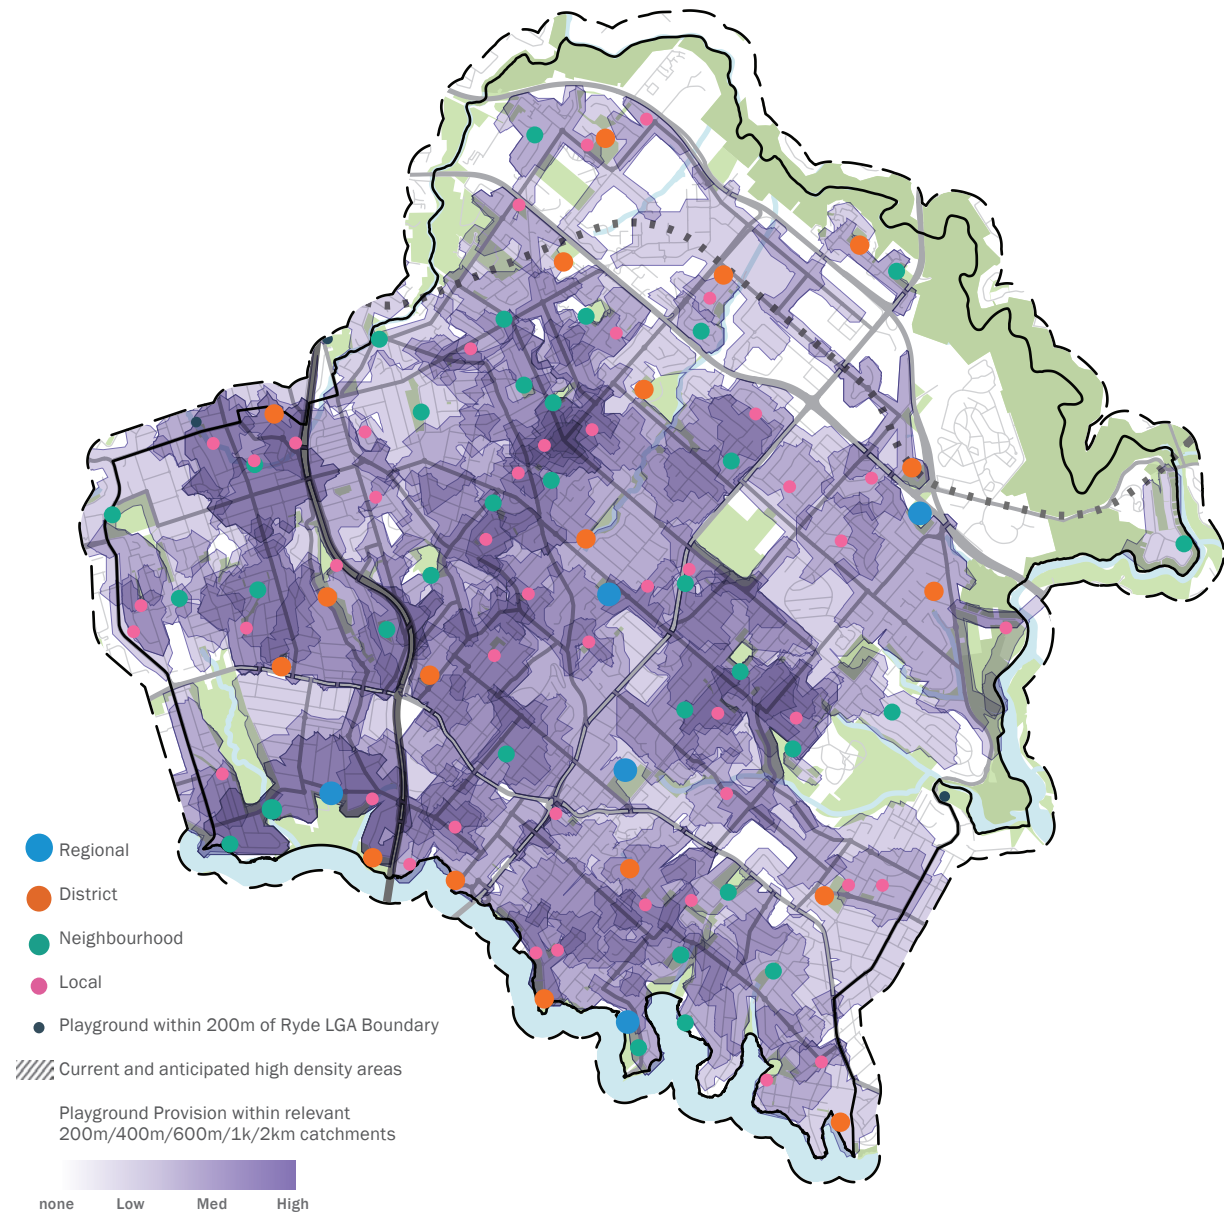 Regional
District
Neighbourhood
Local
Playground within 200m of Ryde LGA Boundary
Current and anticipated high density areas
Playground Provision within relevant
200m/400m/600m/1k/2km catchments
none Low Med High